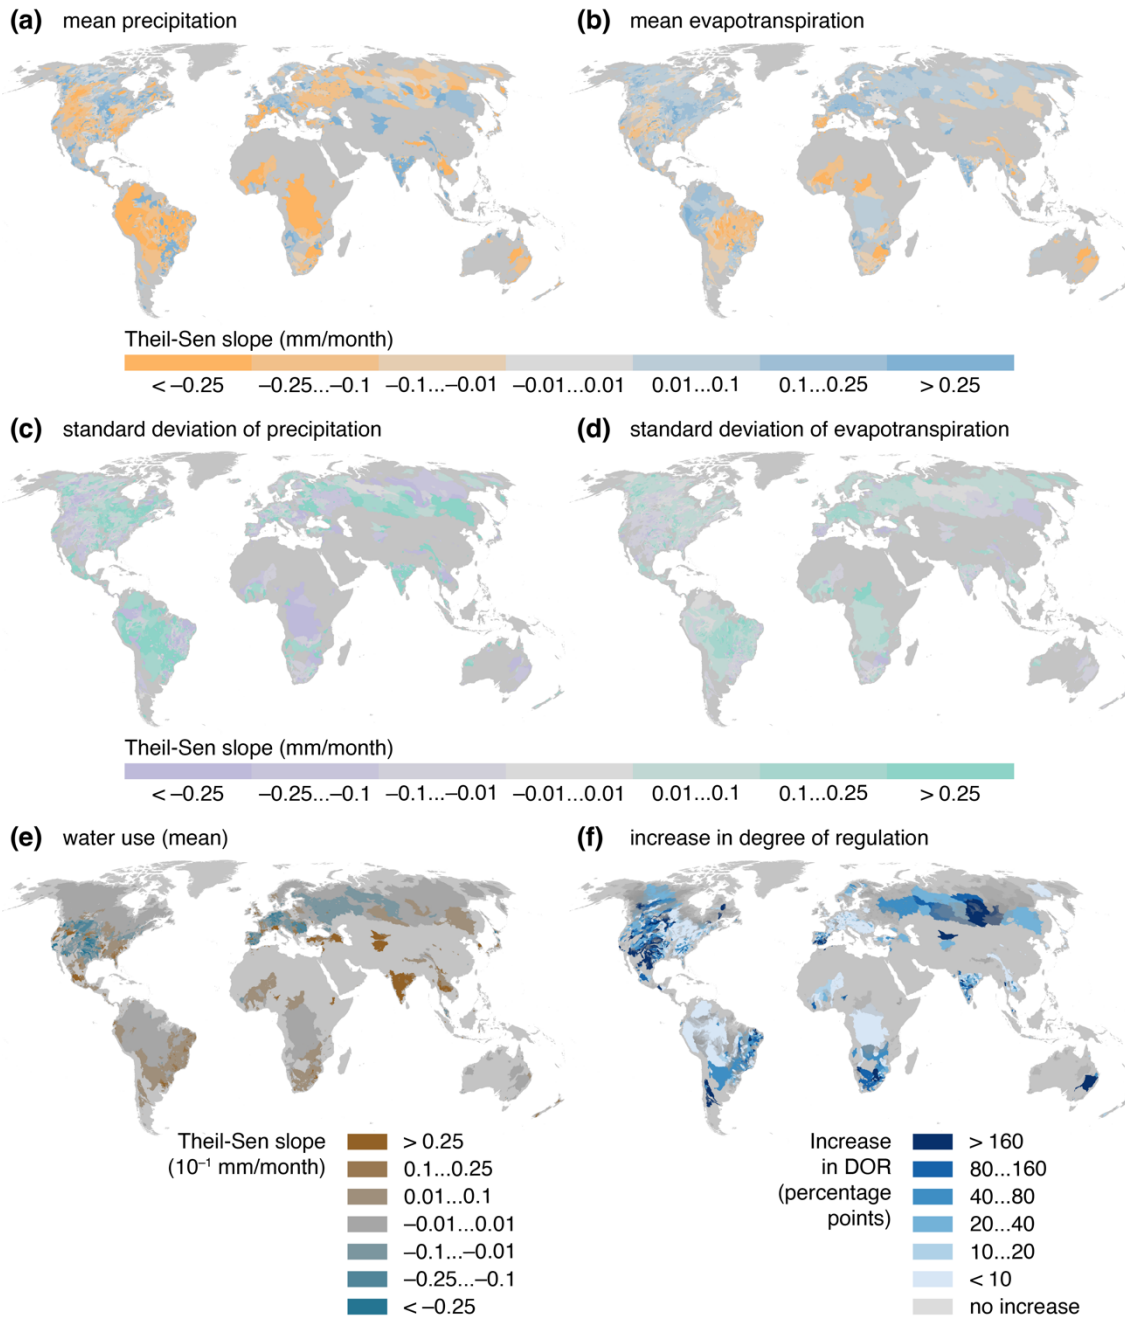 (a) mean precipitation
(b) mean evapotranspiration
Theil-Sen slope (mm/month)
< −0.25 −0.25...−0.1 −0.1...−0.01 −0.01...0.01 0.01...0.1 0.1...0.25 > 0.25
(c) standard deviation of precipitation
(d) standard deviation of evapotranspiration
Theil-Sen slope (mm/month)
< −0.25 −0.25...−0.1 −0.1...−0.01 −0.01...0.01 0.01...0.1 0.1...0.25 > 0.25
(e) water use (mean)
(f) increase in degree of regulation
Theil-Sen slope
(10⁻¹ mm/month)
> 0.25
0.1...0.25
0.01...0.1
−0.01...0.01
−0.1...−0.01
−0.25...−0.1
< −0.25
Increase
in DOR
(percentage
points)
> 160
80...160
40...80
20...40
10...20
< 10
no increase